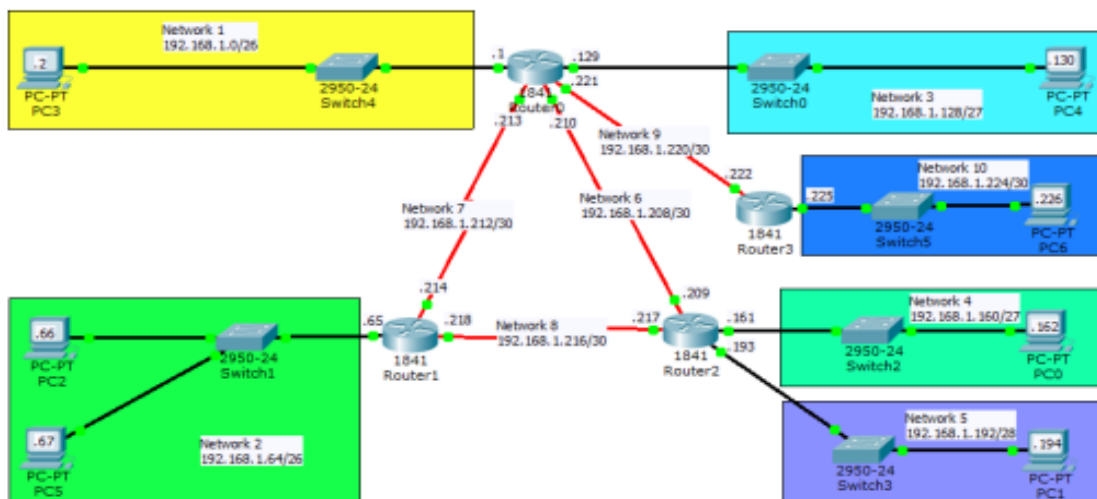 Network 1
192.168.1.0/26
.2
PC-PT
PC3
2950-24
Switch4
.1
1841
Router0
.129
.221
.213
.210
2950-24
Switch0
.130
PC-PT
PC4
Network 3
192.168.1.128/27
Network 9
192.168.1.220/30
.222
1841
Router3
.225
Network 10
192.168.1.224/30
2950-24
Switch5
.226
PC-PT
PC6
Network 7
192.168.1.212/30
Network 6
192.168.1.208/30
.214
.209
.66
PC-PT
PC2
2950-24
Switch1
.65
.218
1841
Router1
Network 8
192.168.1.216/30
.217
.161
.193
1841
Router2
Network 4
192.168.1.160/27
2950-24
Switch2
.162
PC-PT
PC0
.67
PC-PT
PC5
Network 2
192.168.1.64/26
Network 5
192.168.1.192/28
2950-24
Switch3
.194
PC-PT
PC1